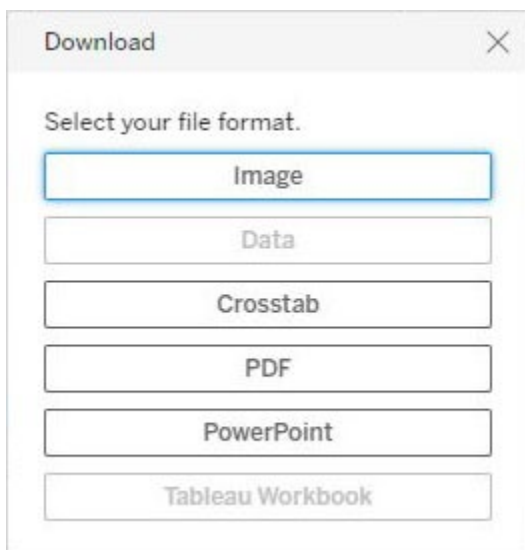 Download
Select your file format.
Image
Data
Crosstab
PDF
PowerPoint
Tableau Workbook